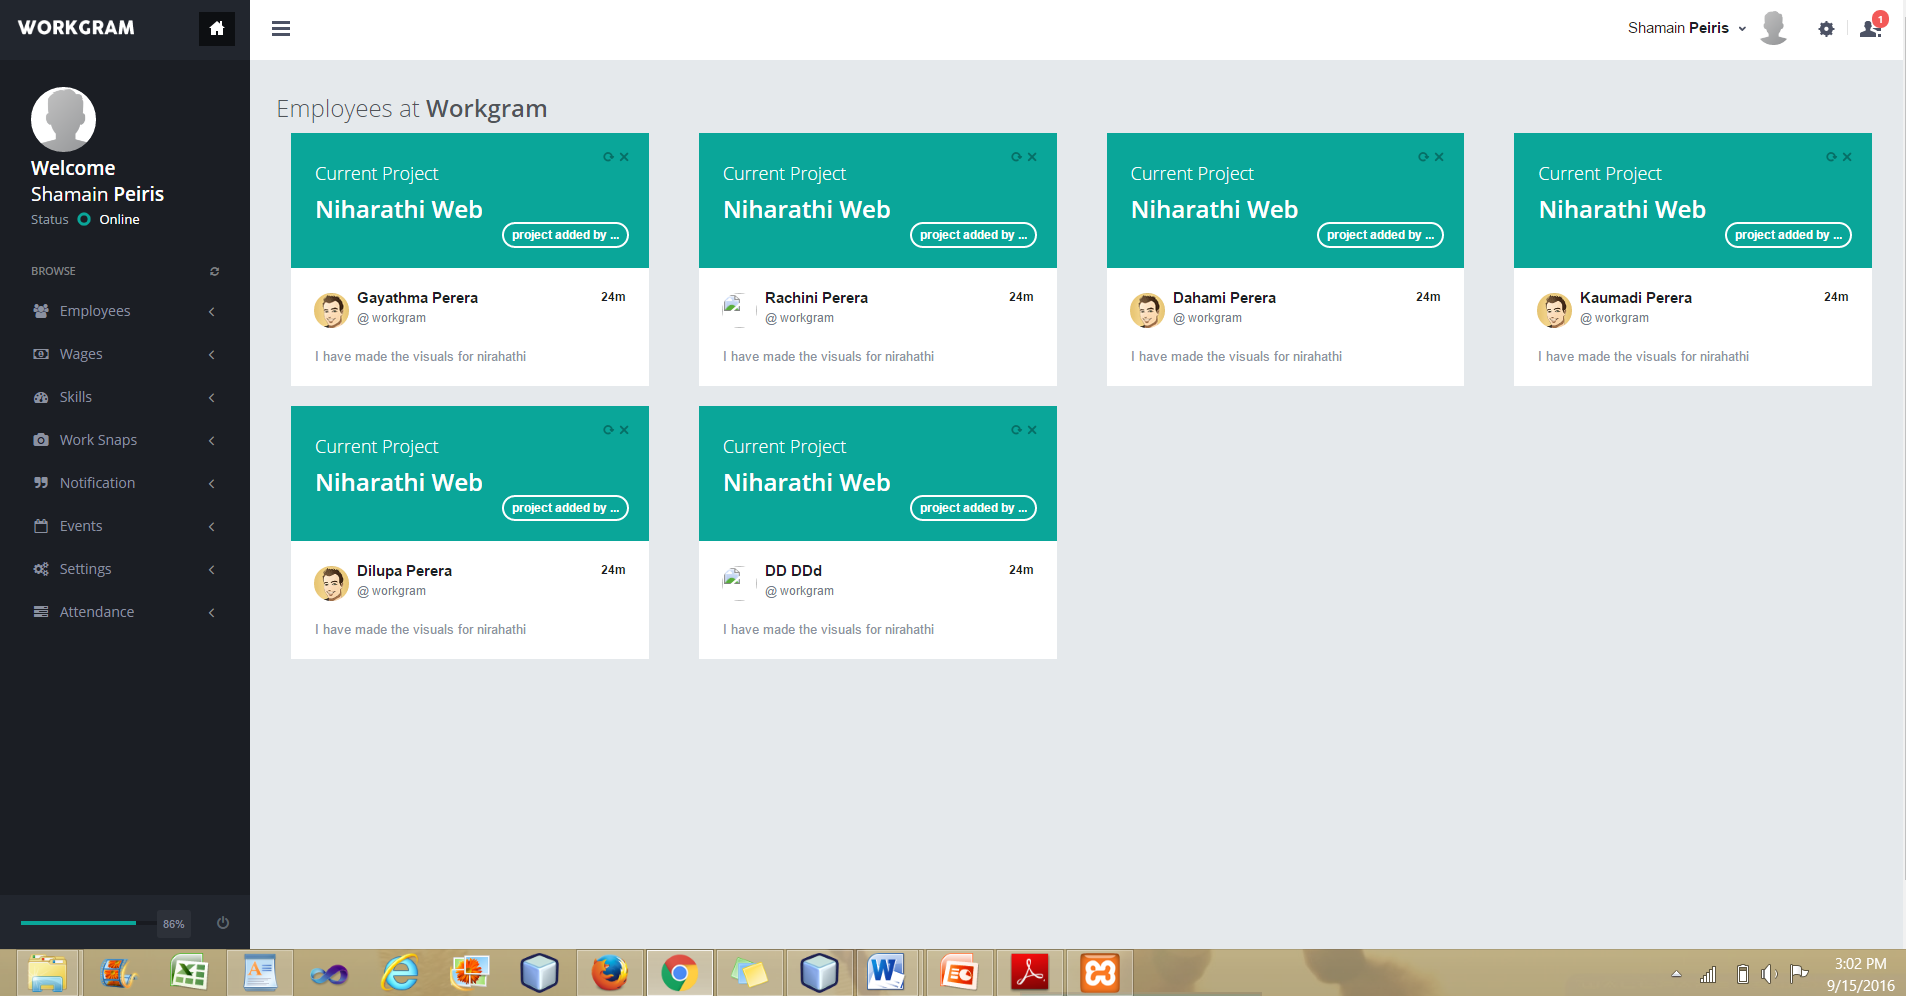 WORKGRAM
Shamain Peiris
1
Welcome
Shamain Peiris
Status Online
BROWSE
Employees
Wages
Skills
Work Snaps
Notification
Events
Settings
Attendance
86%
Employees at Workgram
Current Project
Niharathi Web
project added by ...
Gayathma Perera 24m
@ workgram
I have made the visuals for nirahathi
Current Project
Niharathi Web
project added by ...
Rachini Perera 24m
@ workgram
I have made the visuals for nirahathi
Current Project
Niharathi Web
project added by ...
Dahami Perera 24m
@ workgram
I have made the visuals for nirahathi
Current Project
Niharathi Web
project added by ...
Kaumadi Perera 24m
@ workgram
I have made the visuals for nirahathi
Current Project
Niharathi Web
project added by ...
Dilupa Perera 24m
@ workgram
I have made the visuals for nirahathi
Current Project
Niharathi Web
project added by ...
DD DDd 24m
@ workgram
I have made the visuals for nirahathi
3:02 PM
9/15/2016